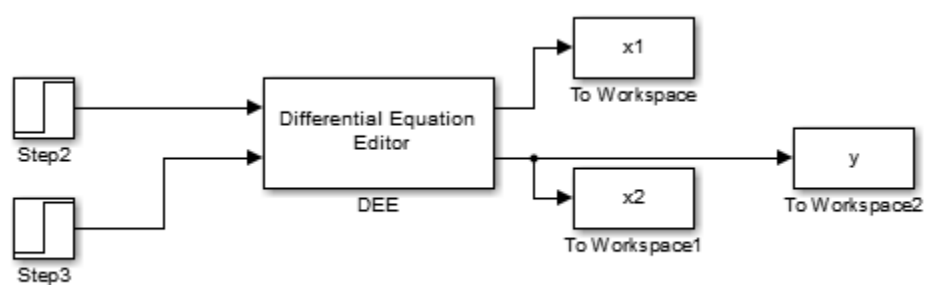 x1
To Workspace
Step2
Differential Equation
Editor
DEE
y
To Workspace2
x2
To Workspace1
Step3